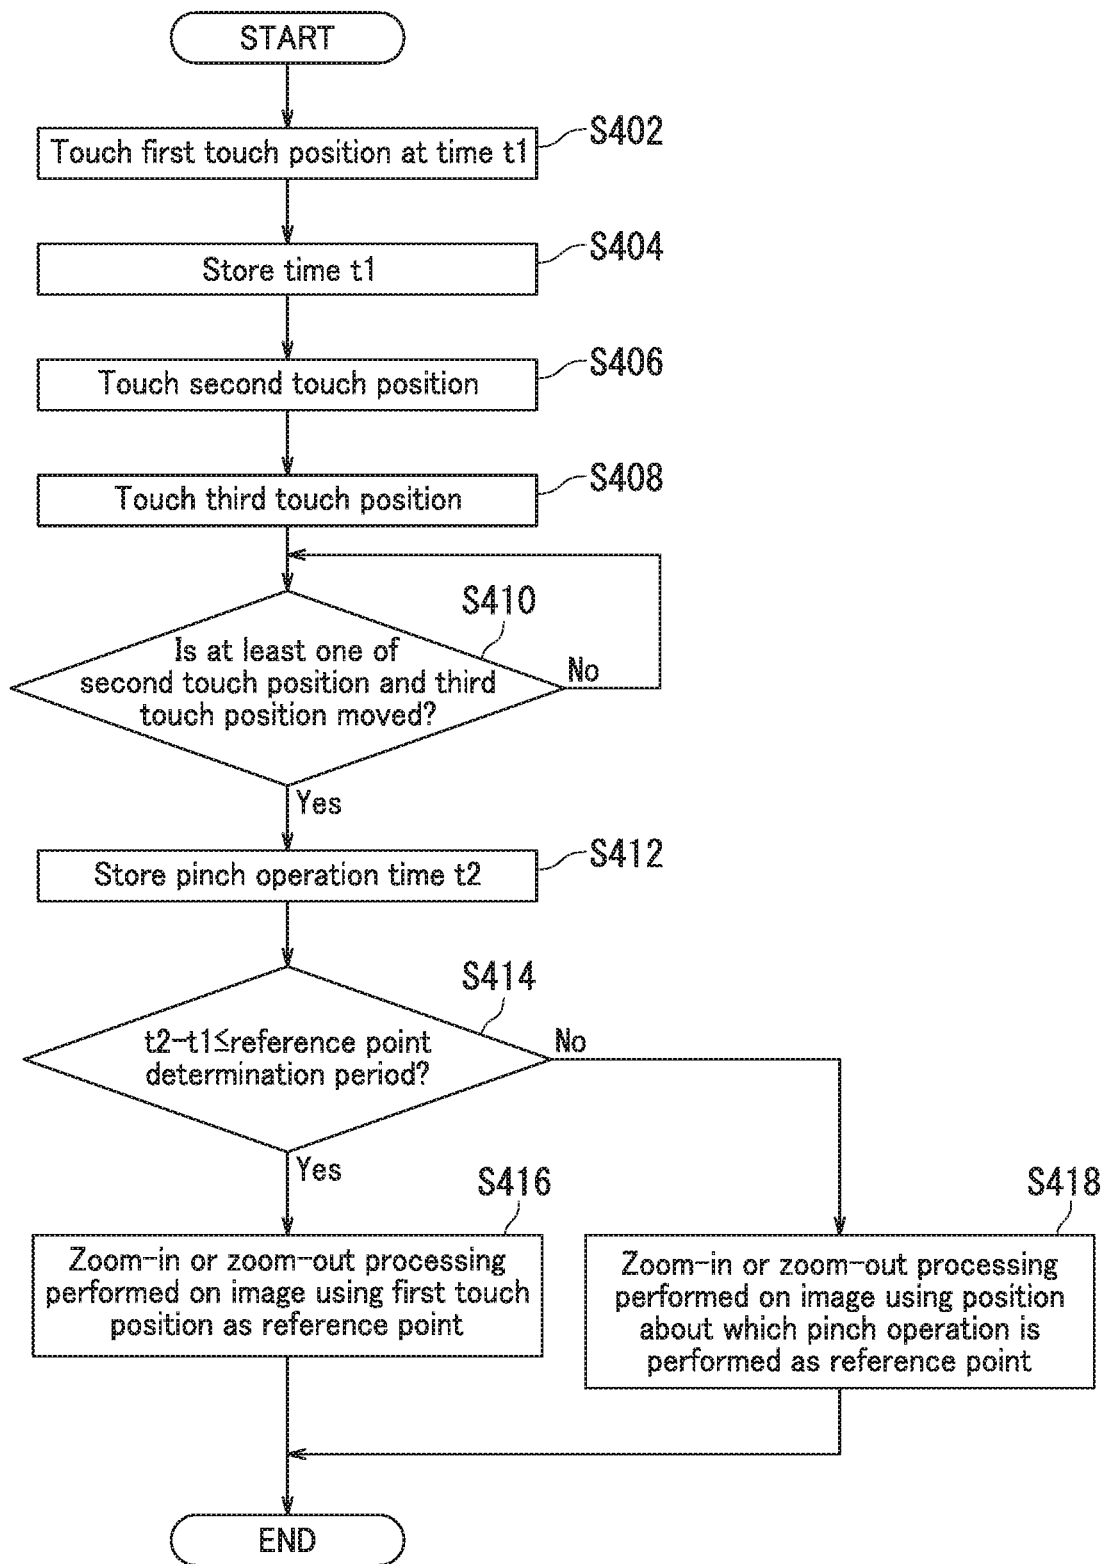 START
S402
Touch first touch position at time t1
S404
Store time t1
S406
Touch second touch position
S408
Touch third touch position
S410
Is at least one of
second touch position and third
touch position moved?
No
Yes
S412
Store pinch operation time t2
S414
t2-t1≦reference point
determination period?
No
Yes
S416
Zoom-in or zoom-out processing
performed on image using first touch
position as reference point
S418
Zoom-in or zoom-out processing
performed on image using position
about which pinch operation is
performed as reference point
END